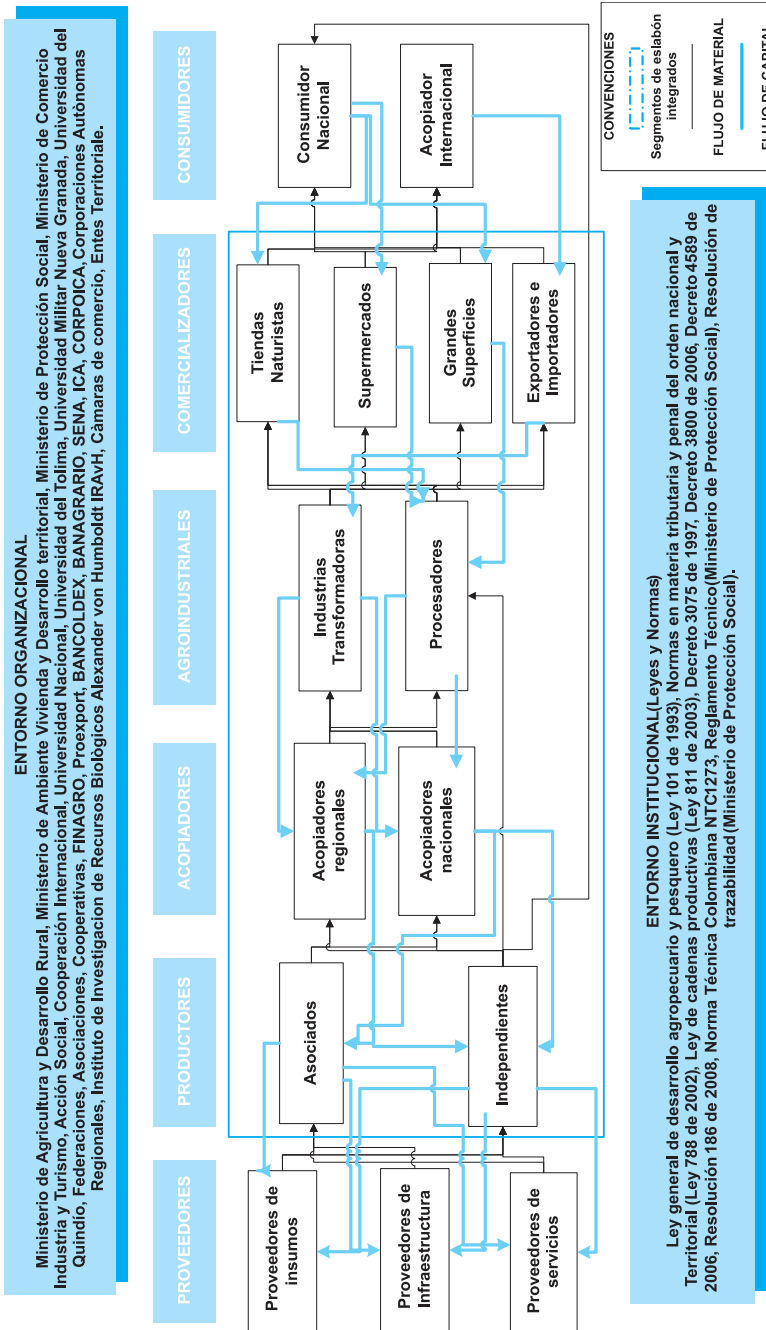 ENTORNO ORGANIZACIONAL
Ministerio de Agricultura y Desarrollo Rural, Ministerio de Ambiente Vivienda y Desarrollo territorial, Ministerio de Protección Social, Ministerio de Comercio
Industria y Turismo, Acción Social, Cooperación Internacional, Universidad Nacional, Universidad del Tolima, Universidad Militar Nueva Granada, Universidad del
Quindío, Federaciones, Asociaciones, Cooperativas, FINAGRO, Proexport, BANCOLDEX, BANAGRARIO, SENA, ICA, CORPOICA, Corporaciones Autònomas
Regionales, Instituto de Investigacion de Recursos Biològicos Alexander von Humboldt IRAvH, Càmaras de comercio, Entes Territoriale.
PROVEEDORES
PRODUCTORES
ACOPIADORES
AGROINDUSTRIALES
COMERCIALIZADORES
CONSUMIDORES
Proveedores de
insumos
Proveedores de
Infraestructura
Proveedores de
servicios
Asociados
Independientes
Acopiadores
regionales
Acopiadores
nacionales
Industrias
Transformadoras
Procesadores
Tiendas
Naturistas
Supermercados
Grandes
Superficies
Exportadores e
Importadores
Consumidor
Nacional
Acopiador
Internacional
ENTORNO INSTITUCIONAL(Leyes y Normas)
Ley general de desarrollo agropecuario y pesquero (Ley 101 de 1993), Normas en materia tributaria y penal del orden nacional y
Territorial (Ley 788 de 2002), Ley de cadenas productivas (Ley 811 de 2003), Decreto 3075 de 1997, Decreto 3800 de 2006, Decreto 4589 de
2006, Resolución 186 de 2008, Norma Técnica Colombiana NTC1273, Reglamento Técnico(Ministerio de Protección Social), Resolución de
trazabilidad(Ministerio de Protección Social).
CONVENCIONES
Segmentos de eslabón
integrados
FLUJO DE MATERIAL
FLUJO DE CAPITAL